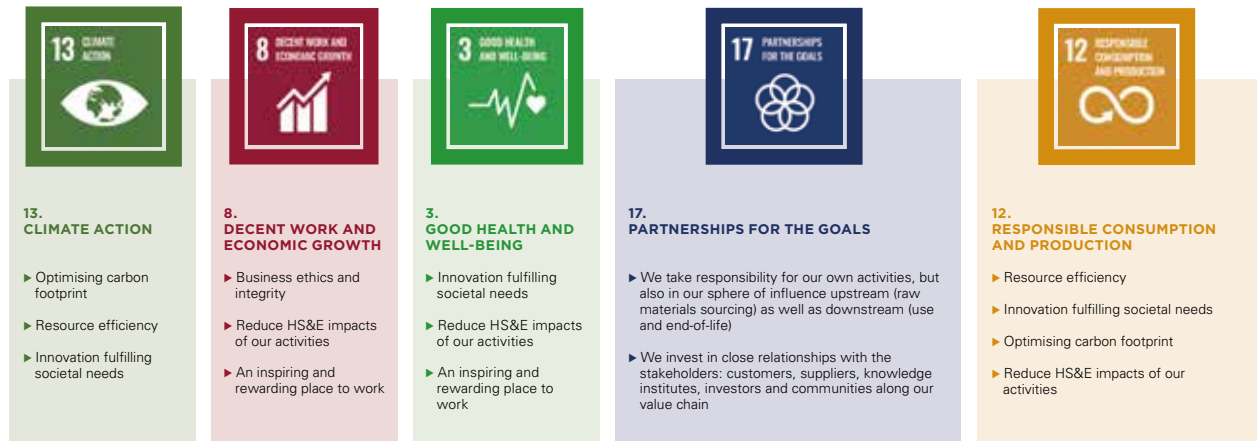 13 CLIMATE
ACTION
13.
CLIMATE ACTION
▶ Optimising carbon
footprint
▶ Resource efficiency
▶ Innovation fulfilling
societal needs
8 DECENT WORK AND
ECONOMIC GROWTH
8.
DECENT WORK AND
ECONOMIC GROWTH
▶ Business ethics and
integrity
▶ Reduce HS&E impacts
of our activities
▶ An inspiring and
rewarding place to work
3 GOOD HEALTH
AND WELL-BEING
3.
GOOD HEALTH AND
WELL-BEING
▶ Innovation fulfilling
societal needs
▶ Reduce HS&E impacts
of our activities
▶ An inspiring and
rewarding place to
work
17 PARTNERSHIPS
FOR THE GOALS
17.
PARTNERSHIPS FOR THE GOALS
▶ We take responsibility for our own activities, but
also in our sphere of influence upstream (raw
materials sourcing) as well as downstream (use
and end-of-life)
▶ We invest in close relationships with the
stakeholders: customers, suppliers, knowledge
institutes, investors and communities along our
value chain
12 RESPONSIBLE
CONSUMPTION
AND PRODUCTION
12.
RESPONSIBLE CONSUMPTION
AND PRODUCTION
▶ Resource efficiency
▶ Innovation fulfilling societal needs
▶ Optimising carbon footprint
▶ Reduce HS&E impacts of our
activities